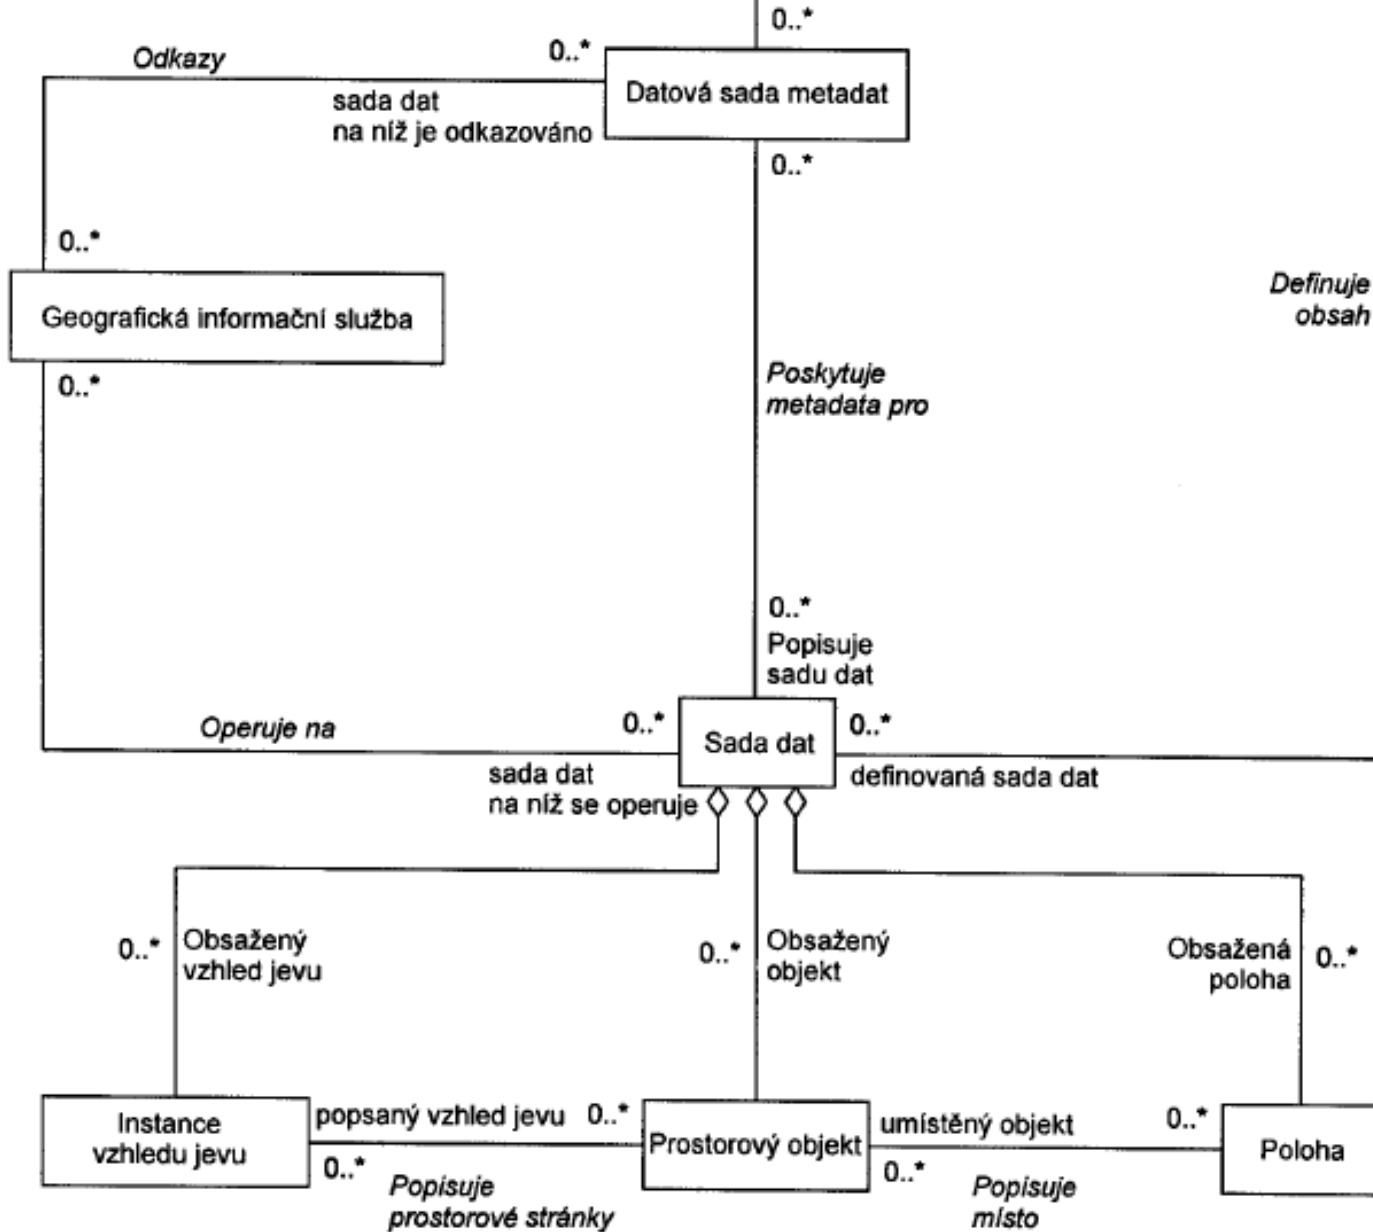 0..*
Odkazy
0..*
Datová sada metadat
sada dat
na níž je odkazováno
0..*
0..*
Geografická informační služba
Definuje
obsah
0..*
Poskytuje
metadata pro
0..*
Popisuje
sadu dat
Operuje na
0..*
Sada dat
0..*
sada dat
na níž se operuje
definovaná sada dat
0..*
Obsažený
vzhled jevu
0..*
Obsažený
objekt
Obsažená
poloha
0..*
Instance
vzhledu jevu
popsaný vzhled jevu
0..*
Prostorový objekt
umístěný objekt
0..*
Poloha
0..*
Popisuje
prostorové stránky
0..*
Popisuje
místo